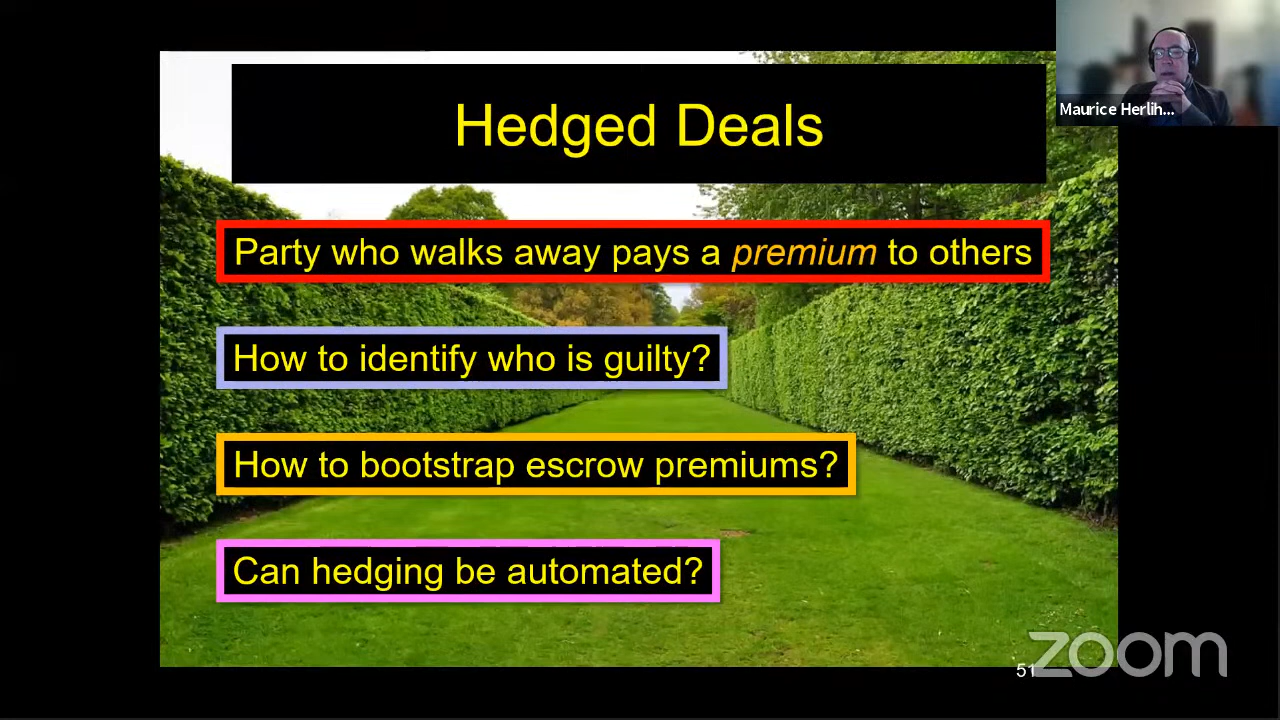 Hedged Deals
Maurice Herlih...
Party who walks away pays a premium to others
How to identify who is guilty?
How to bootstrap escrow premiums?
Can hedging be automated?
51
zoom